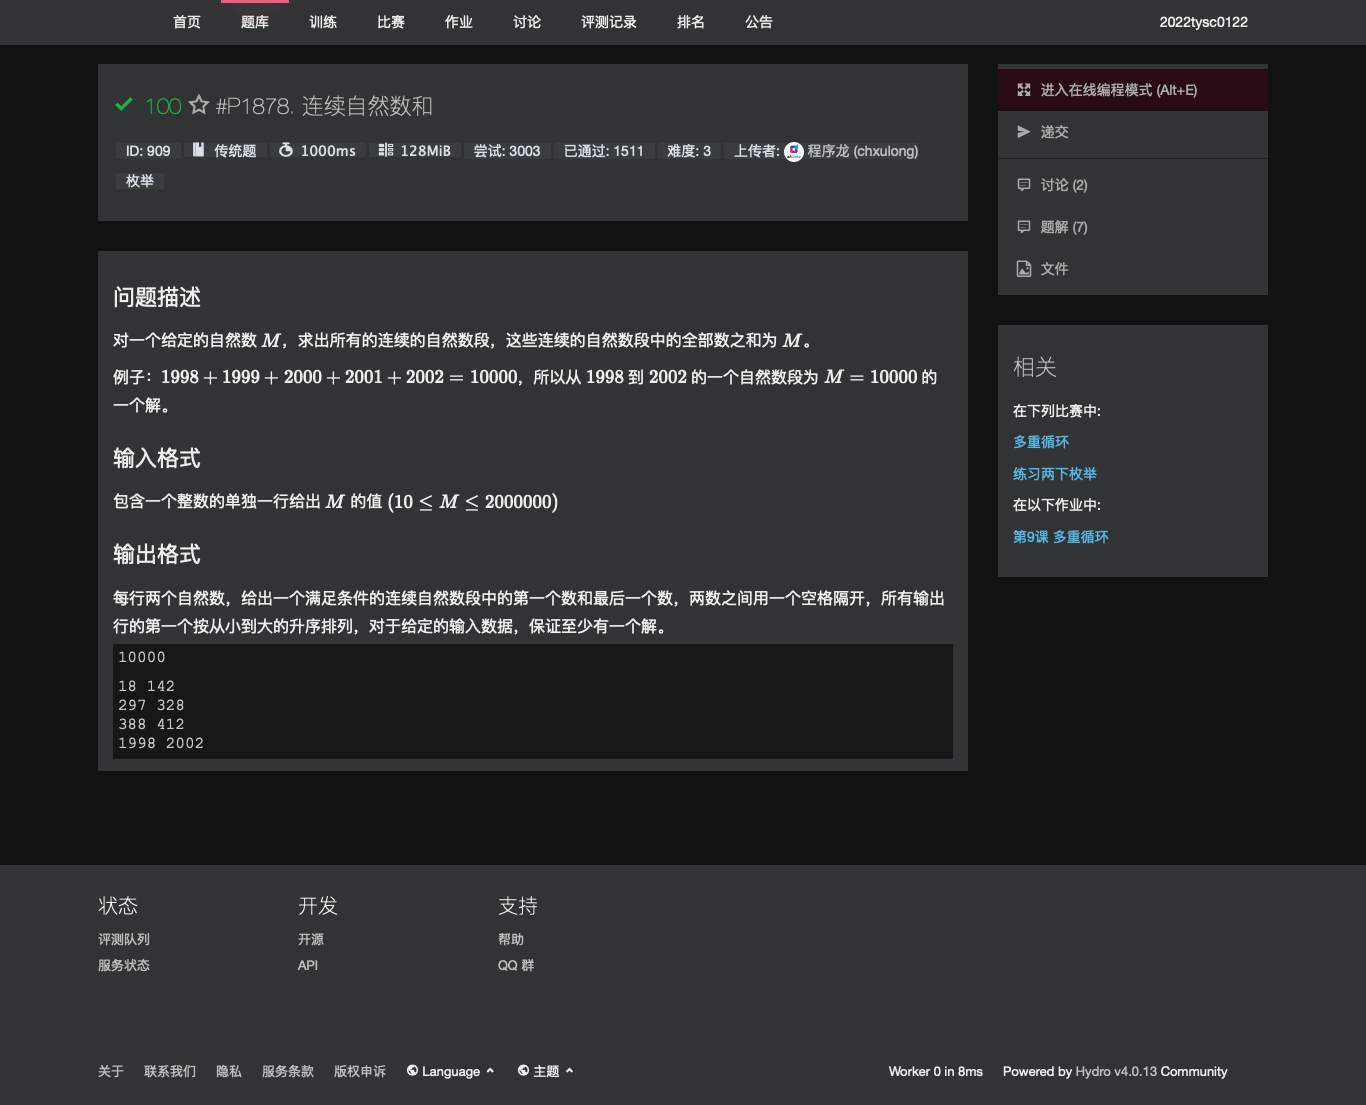 首页 题库 训练 比赛 作业 讨论 评测记录 排名 公告 2022tysc0122
100 #P1878. 连续自然数和
ID: 909 传统题 1000ms 128MiB 尝试: 3003 已通过: 1511 难度: 3 上传者: 程序龙 (chxulong)
枚举
问题描述
对一个给定的自然数 M，求出所有的连续的自然数段，这些连续的自然数段中的全部数之和为 M。
例子：1998 + 1999 + 2000 + 2001 + 2002 = 10000，所以从 1998 到 2002 的一个自然数段为 M = 10000 的
一个解。
输入格式
包含一个整数的单独一行给出 M 的值 (10 ≤ M ≤ 2000000)
输出格式
每行两个自然数，给出一个满足条件的连续自然数段中的第一个数和最后一个数，两数之间用一个空格隔开，所有输出
行的第一个按从小到大的升序排列，对于给定的输入数据，保证至少有一个解。
10000
18 142
297 328
388 412
1998 2002
进入在线编程模式 (Alt+E)
递交
讨论 (2)
题解 (7)
文件
相关
在下列比赛中:
多重循环
练习两下枚举
在以下作业中:
第9课 多重循环
状态 开发 支持
评测队列 开源 帮助
服务状态 API QQ 群
关于 联系我们 隐私 服务条款 版权申诉 Language 主题 Worker 0 in 8ms Powered by Hydro v4.0.13 Community